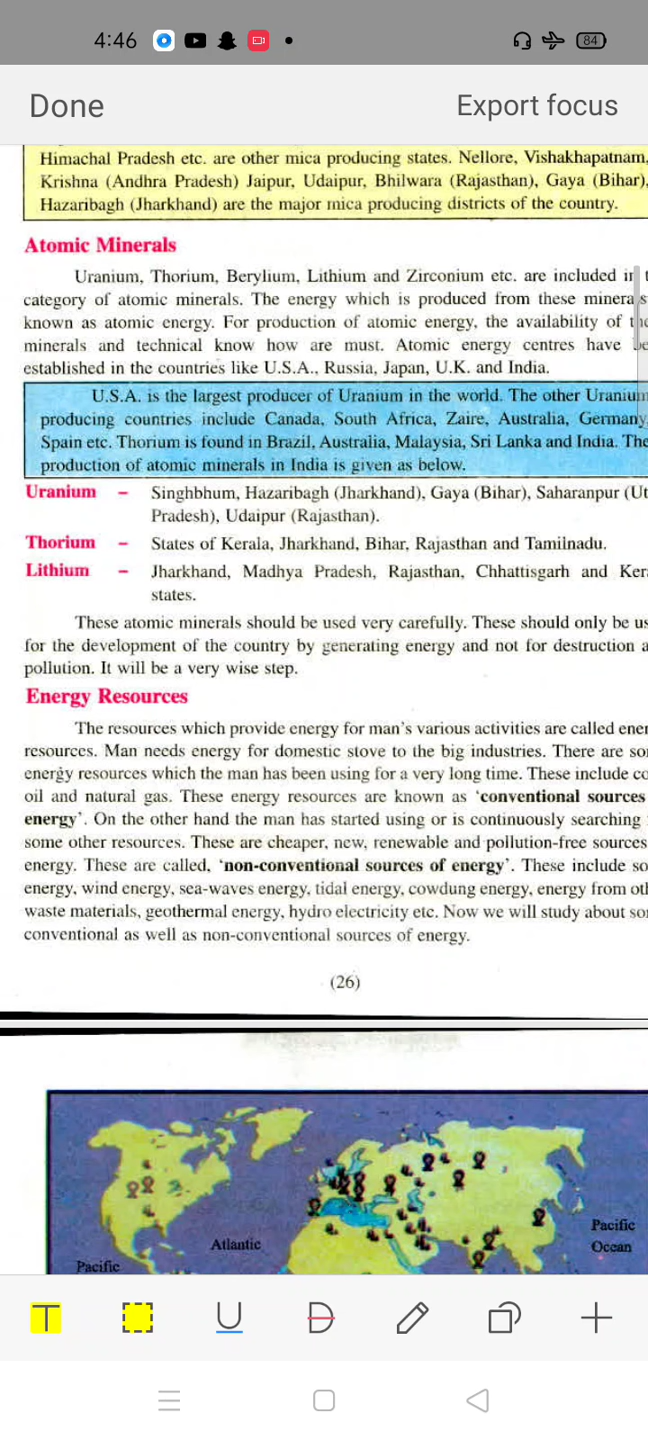 4:46
84
Done
Export focus
Himachal Pradesh etc. are other mica producing states. Nellore, Vishakhapatnam,
Krishna (Andhra Pradesh) Jaipur, Udaipur, Bhilwara (Rajasthan), Gaya (Bihar),
Hazaribagh (Jharkhand) are the major mica producing districts of the country.
Atomic Minerals
Uranium, Thorium, Berylium, Lithium and Zirconium etc. are included in
category of atomic minerals. The energy which is produced from these minerals
known as atomic energy. For production of atomic energy, the availability of
minerals and technical know how are must. Atomic energy centres have
established in the countries like U.S.A., Russia, Japan, U.K. and India.
U.S.A. is the largest producer of Uranium in the world. The other Uranium
producing countries include Canada, South Africa, Zaire, Australia, Germany,
Spain etc. Thorium is found in Brazil, Australia, Malaysia, Sri Lanka and India. The
production of atomic minerals in India is given as below.
Uranium – Singhbhum, Hazaribagh (Jharkhand), Gaya (Bihar), Saharanpur (Ut
Pradesh), Udaipur (Rajasthan).
Thorium – States of Kerala, Jharkhand, Bihar, Rajasthan and Tamilnadu.
Lithium – Jharkhand, Madhya Pradesh, Rajasthan, Chhattisgarh and Ker
states.
These atomic minerals should be used very carefully. These should only be us
for the development of the country by generating energy and not for destruction a
pollution. It will be a very wise step.
Energy Resources
The resources which provide energy for man's various activities are called ener
resources. Man needs energy for domestic stove to the big industries. There are so
energy resources which the man has been using for a very long time. These include co
oil and natural gas. These energy resources are known as 'conventional sources
energy'. On the other hand the man has started using or is continuously searching
some other resources. These are cheaper, new, renewable and pollution-free sources
energy. These are called, 'non-conventional sources of energy'. These include so
energy, wind energy, sea-waves energy, tidal energy, cowdung energy, energy from oth
waste materials, geothermal energy, hydro electricity etc. Now we will study about so
conventional as well as non-conventional sources of energy.
(26)
Pacific
Ocean
Atlantic
Pacific